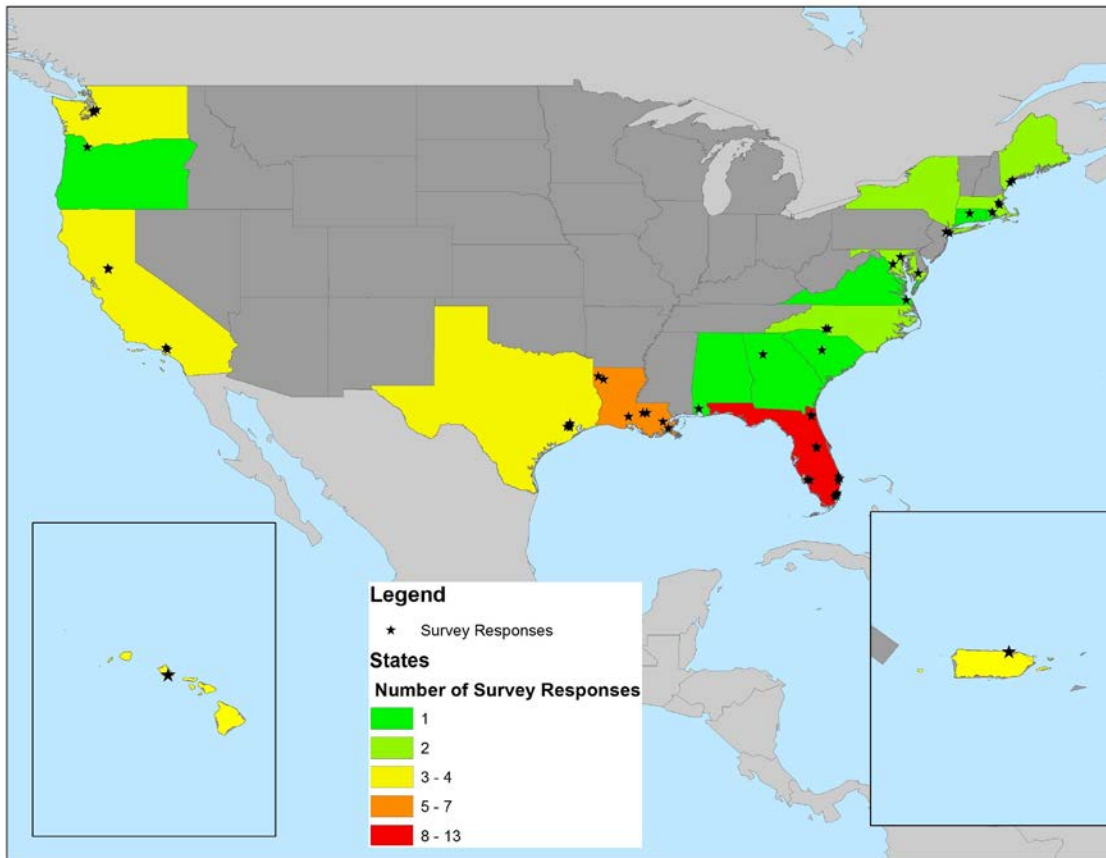 Legend
Survey Responses
States
Number of Survey Responses
1
2
3 - 4
5 - 7
8 - 13